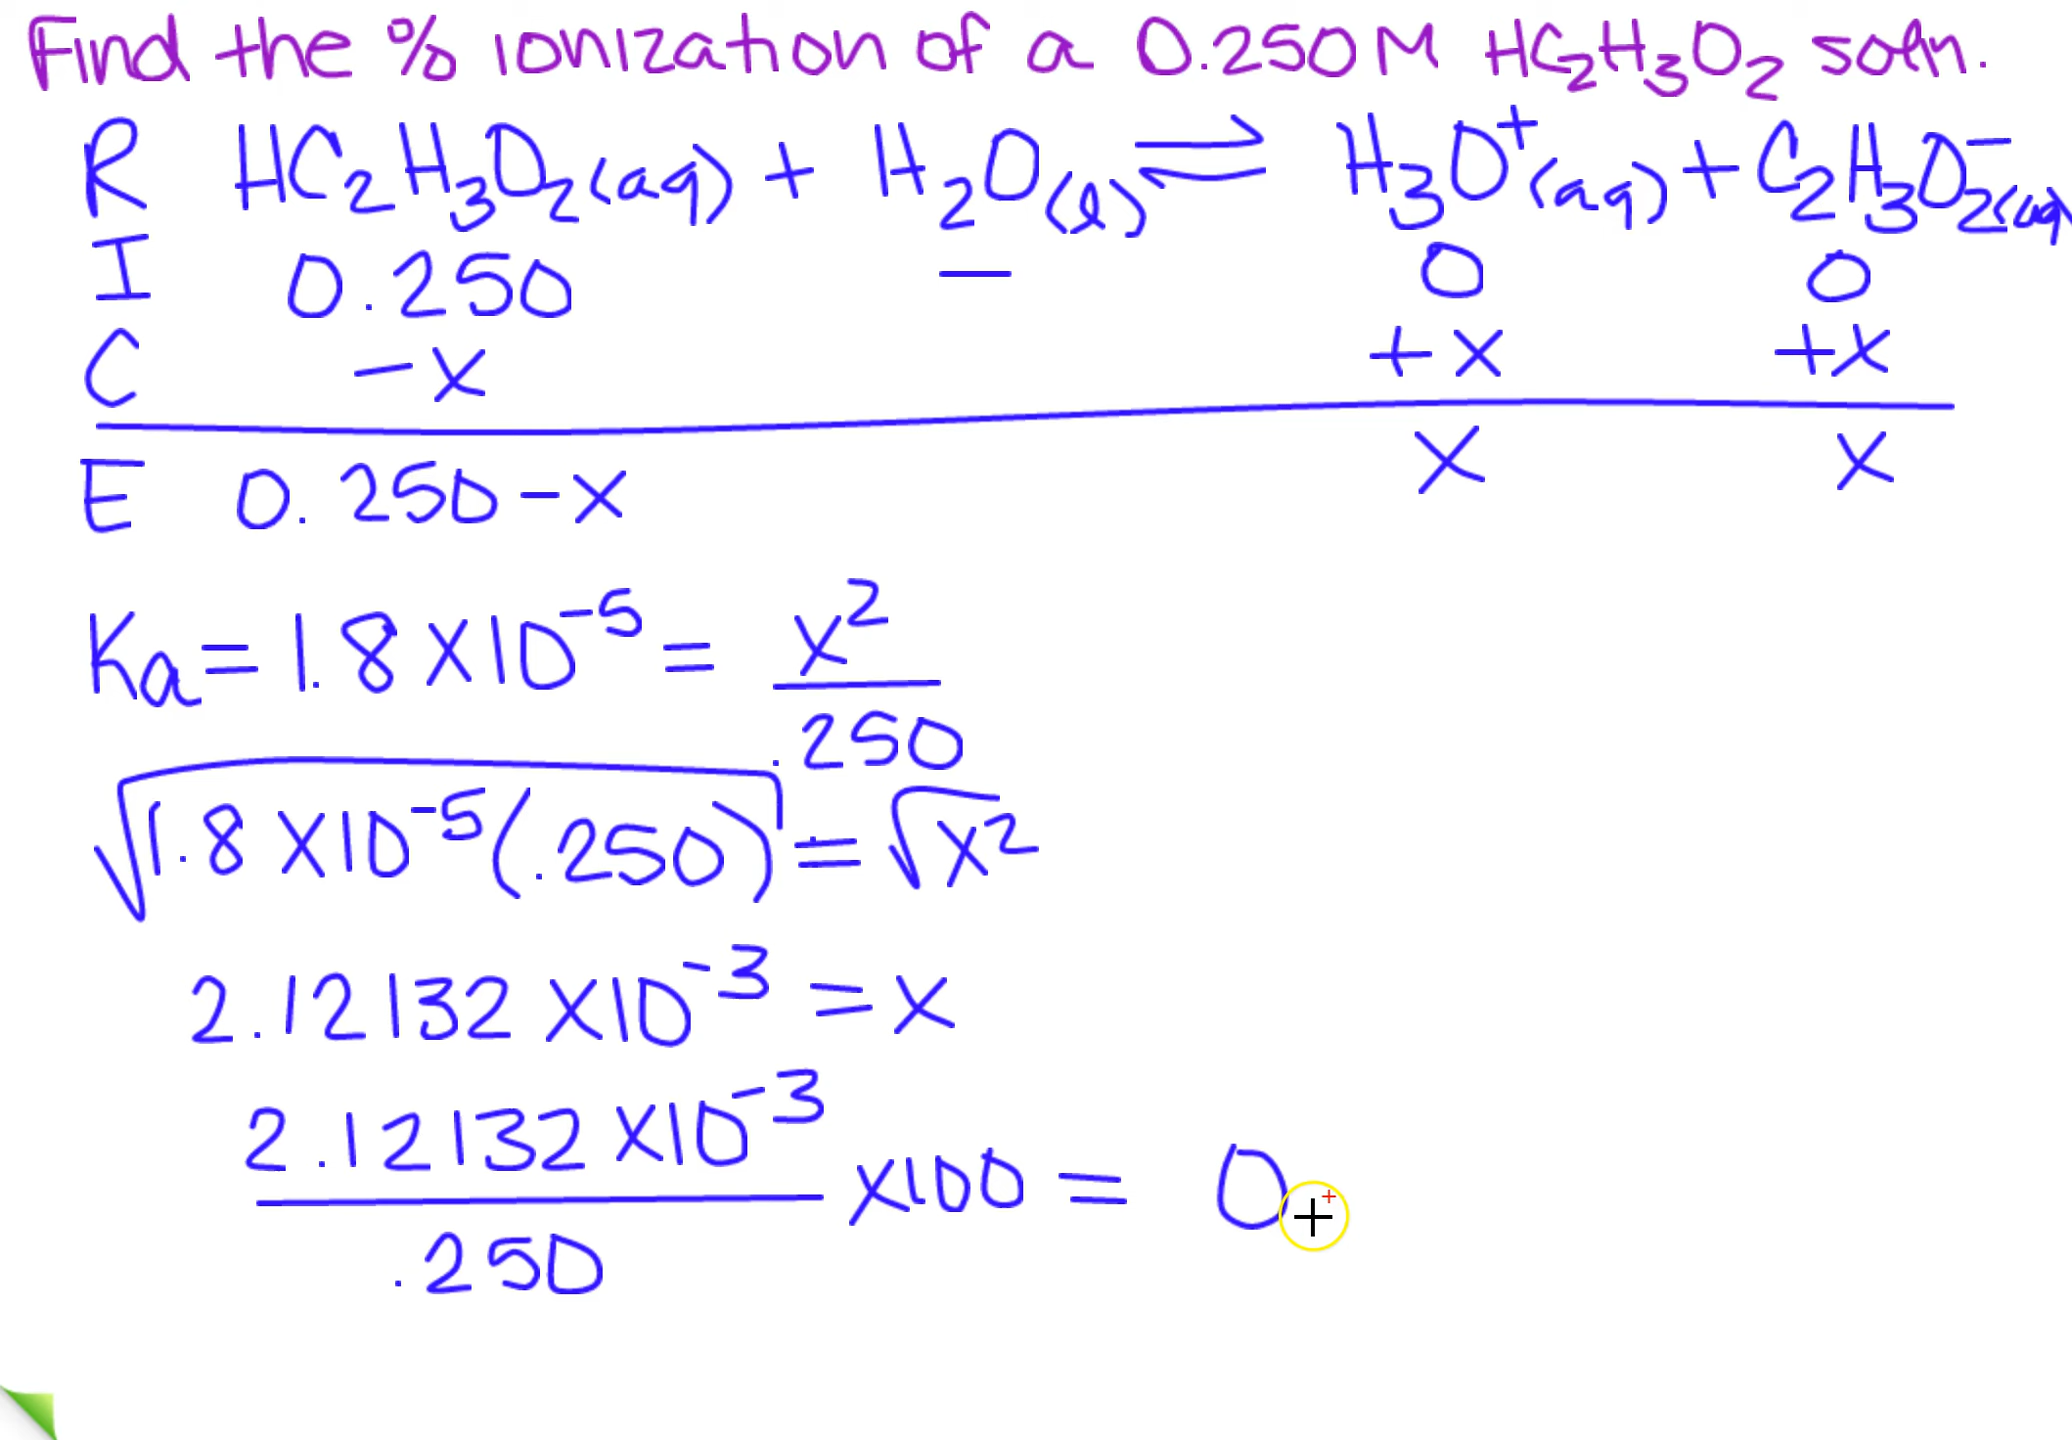 Find the % ionization of a 0.250M HC₂H₃O₂ soln.
R HC₂H₃O₂(aq) + H₂O(l) ⇌ H₃O⁺(aq) + C₂H₃O₂⁻(aq)
I 0.250 — 0 0
C -x +x +x
E 0.250-x x x
Ka = 1.8 x10⁻⁵ = x²/.250
√1.8 x10⁻⁵(.250) = √x²
2.12132 x10⁻³ = x
2.12132 x10⁻³/.250 x100 = 0